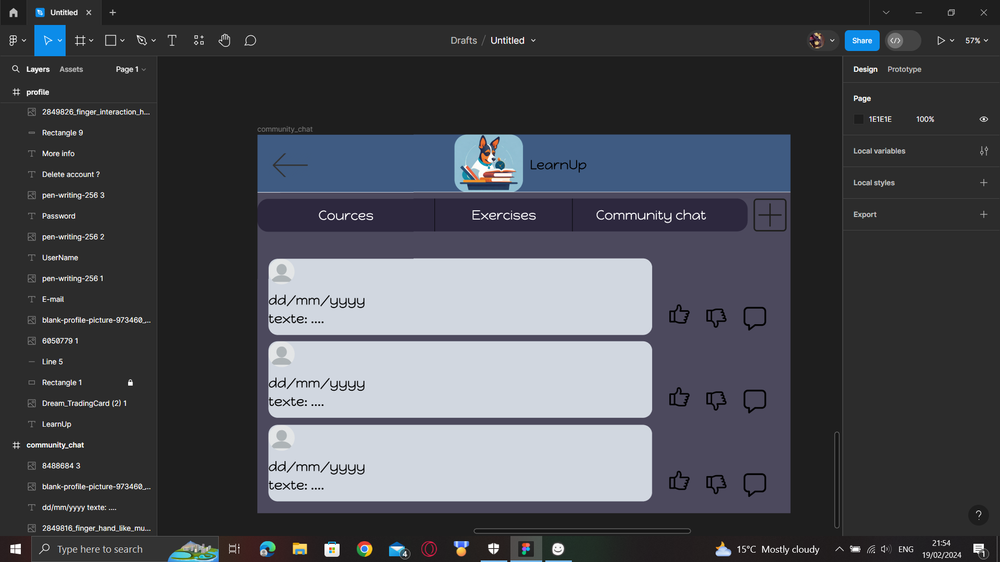 Untitled
Drafts / Untitled
Share
57%
Layers
Assets
Page 1
profile
2849826_finger_interaction_h...
Rectangle 9
More info
Delete account ?
pen-writing-256 3
Password
pen-writing-256 2
UserName
pen-writing-256 1
E-mail
blank-profile-picture-973460_...
6050779 1
Line 5
Rectangle 1
Dream_TradingCard (2) 1
LearnUp
community_chat
8488684 3
blank-profile-picture-973460_...
dd/mm/yyyy texte: ....
2849816_finger_hand_like_mu...
community_chat
LearnUp
Cources
Exercises
Community chat
dd/mm/yyyy
texte: ....
dd/mm/yyyy
texte: ....
dd/mm/yyyy
texte: ....
Design
Prototype
Page
1E1E1E
100%
Local variables
Local styles
Export
?
Type here to search
4
15°C Mostly cloudy
ENG
21:54
19/02/2024
1